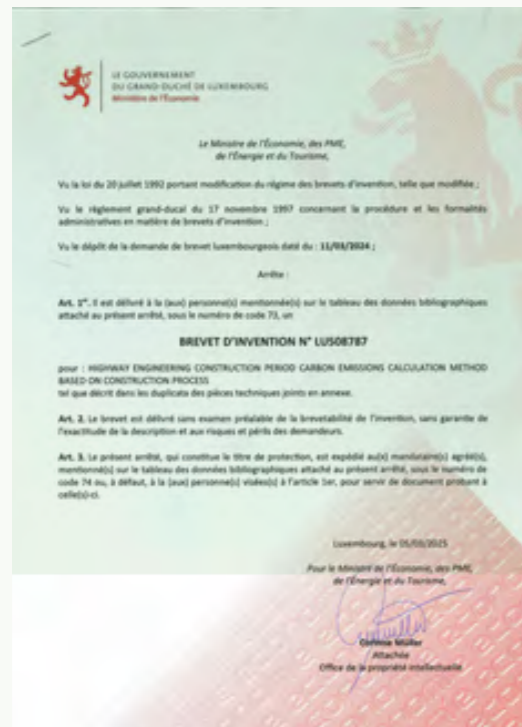 LE GOUVERNEMENT
DU GRAND-DUCHÉ DE LUXEMBOURG
Ministère de l'Économie
Le Ministre de l'Économie, des PME,
de l'Énergie et du Tourisme,
Vu la loi du 20 juillet 1992 portant modification du régime des brevets d'invention, telle que modifiée ;
Vu le règlement grand-ducal du 17 novembre 1997 concernant la procédure et les formalités
administratives en matière de brevets d'invention ;
Vu le dépôt de la demande de brevet luxembourgeois daté du : 11/03/2024 ;
Arrête :
Art. 1er. Il est délivré à la (aux) personne(s) mentionnée(s) sur le tableau des données bibliographiques
attaché au présent arrêté, sous le numéro de code 73, un
BREVET D'INVENTION N° LU508787
pour : HIGHWAY ENGINEERING CONSTRUCTION PERIOD CARBON EMISSIONS CALCULATION METHOD
BASED ON CONSTRUCTION PROCESS
tel que décrit dans les duplicata des pièces techniques joints en annexe.
Art. 2. Le brevet est délivré sans examen préalable de la brevetabilité de l'invention, sans garantie de
l'exactitude de la description et aux risques et périls des demandeurs.
Art. 3. Le présent arrêté, qui constitue le titre de protection, est expédié au(x) mandataire(s) agréé(s),
mentionné(s) sur le tableau des données bibliographiques attaché au présent arrêté, sous le numéro de
code 74 ou, à défaut, à la (aux) personne(s) visée(s) à l'article 1er, pour servir de document probant à
celle(s)-ci.
Luxembourg, le 05/03/2025
Pour le Ministre de l'Économie, des PME,
de l'Énergie et du Tourisme,
Müller
Attachée
Office de la propriété intellectuelle